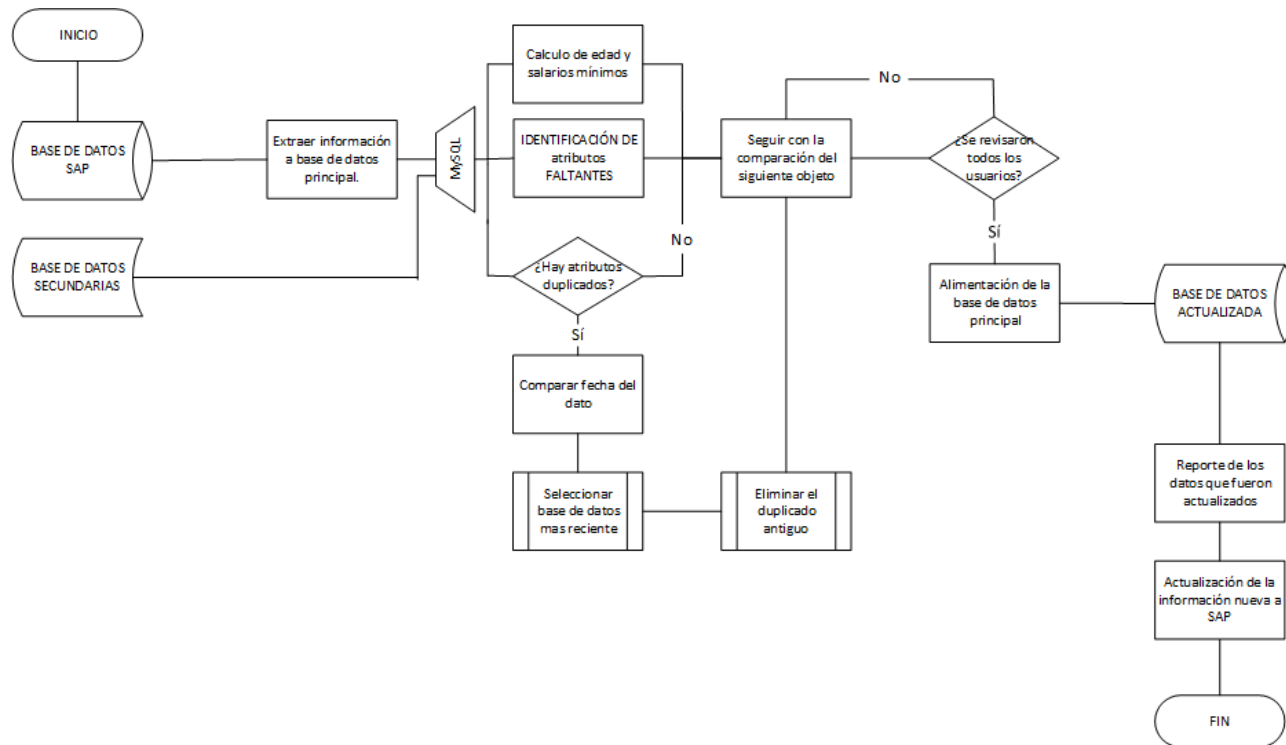 INICIO
BASE DE DATOS
SAP
BASE DE DATOS
SECUNDARIAS
Extraer información
a base de datos
principal.
MySQL
Calculo de edad y
salarios mínimos
IDENTIFICACIÓN DE
atributos
FALTANTES
¿Hay atributos
duplicados?
No
Sí
Comparar fecha del
dato
Seleccionar
base de datos
mas reciente
Eliminar el
duplicado
antiguo
Seguir con la
comparación del
siguiente objeto
No
¿Se revisaron
todos los
usuarios?
Sí
Alimentación de la
base de datos
principal
BASE DE DATOS
ACTUALIZADA
Reporte de los
datos que fueron
actualizados
Actualización de la
información nueva a
SAP
FIN